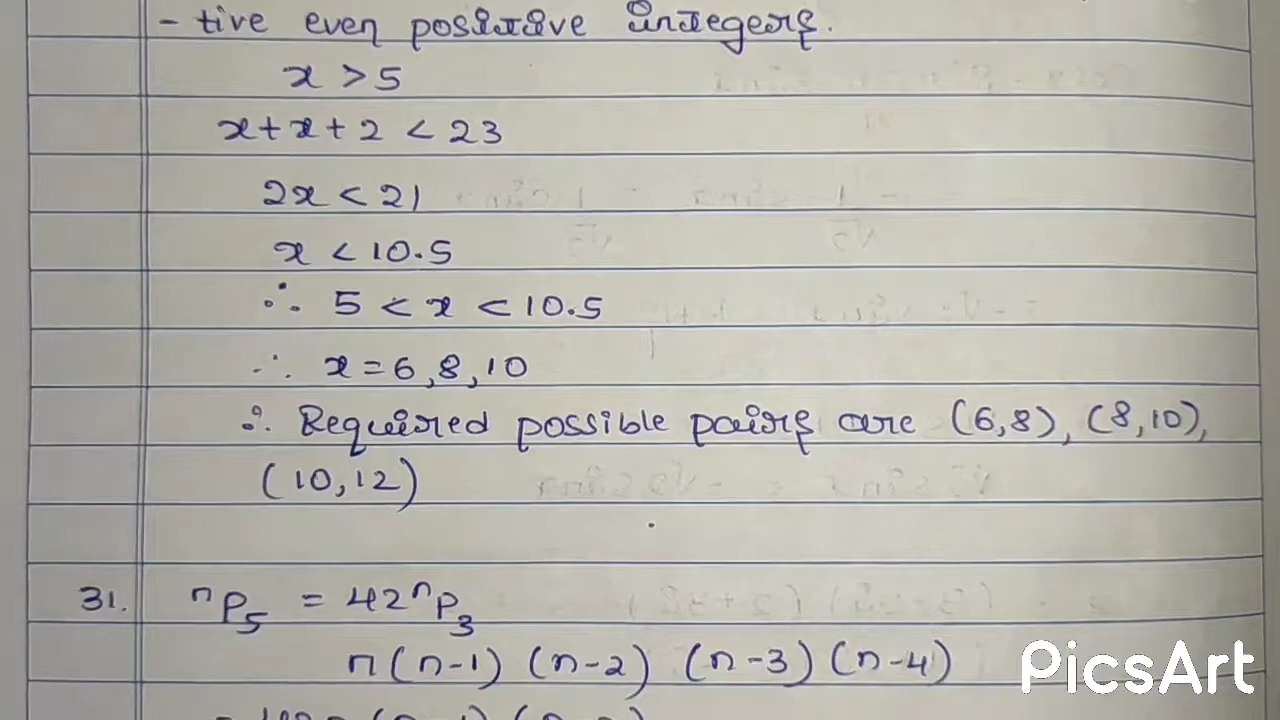 - tive even positive integers.
x > 5
x + x + 2 < 23
2x < 21
x < 10.5
∴ 5 < x < 10.5
∴ x = 6, 8, 10
∴ Required possible pairs are (6,8), (8,10),
(10,12)
31. ⁿP₅ = 42 ⁿP₃
n(n-1) (n-2) (n-3) (n-4)
PicsArt